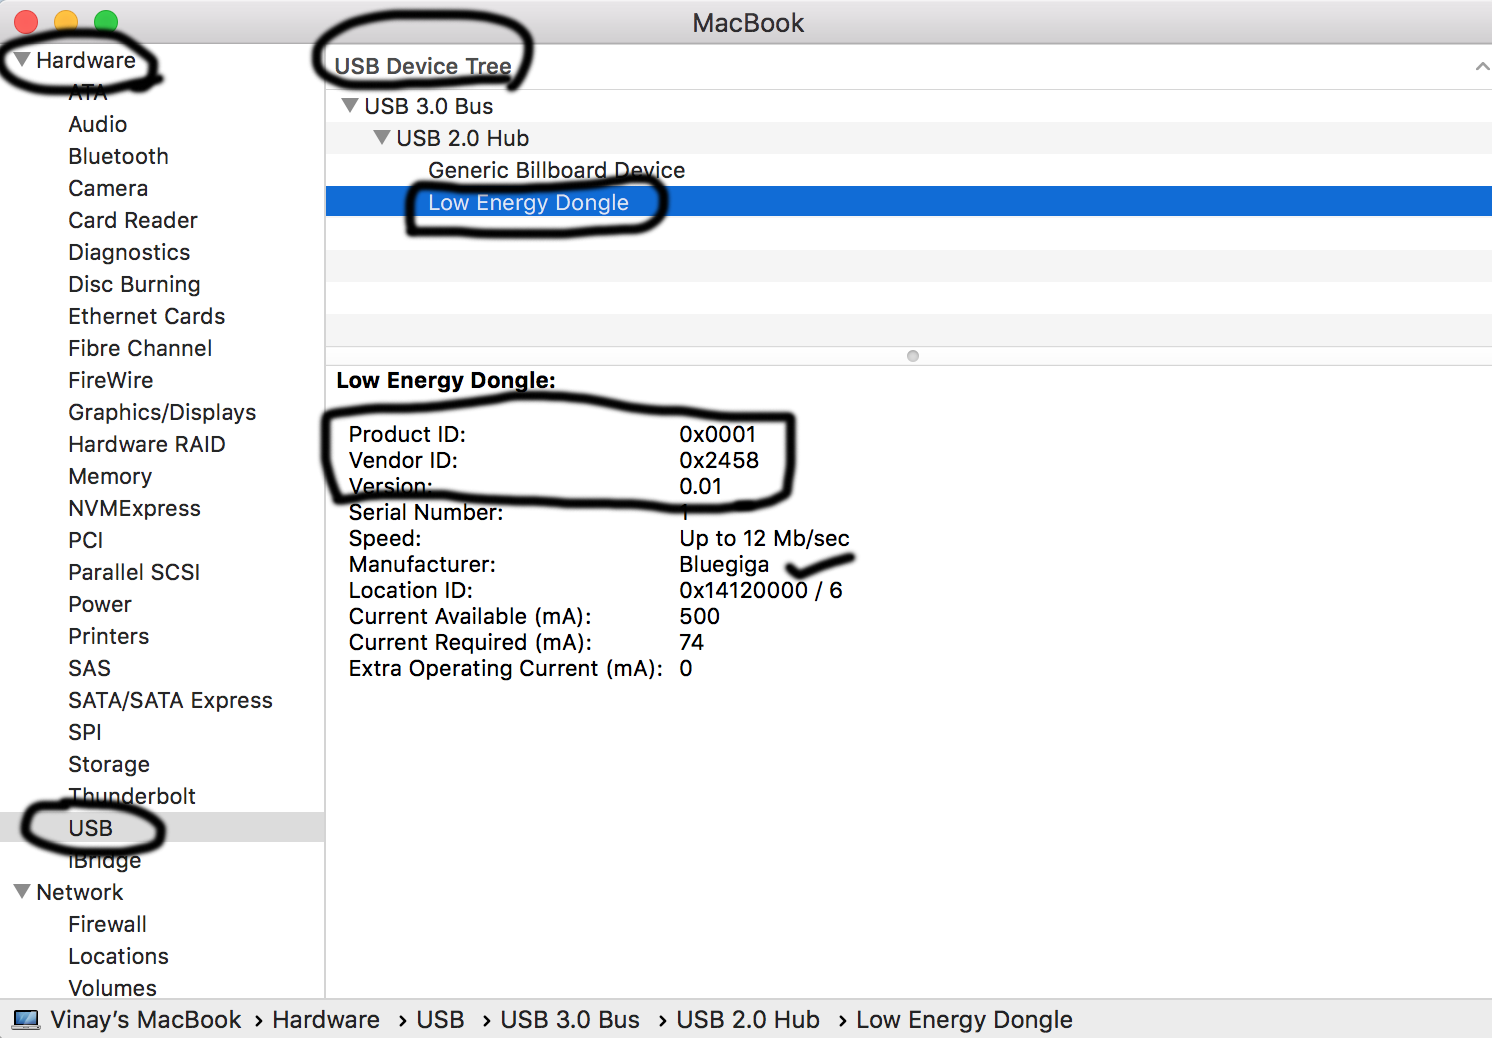 MacBook
Hardware
ATA
Audio
Bluetooth
Camera
Card Reader
Diagnostics
Disc Burning
Ethernet Cards
Fibre Channel
FireWire
Graphics/Displays
Hardware RAID
Memory
NVMExpress
PCI
Parallel SCSI
Power
Printers
SAS
SATA/SATA Express
SPI
Storage
Thunderbolt
USB
iBridge
Network
Firewall
Locations
Volumes
USB Device Tree
USB 3.0 Bus
USB 2.0 Hub
Generic Billboard Device
Low Energy Dongle
Low Energy Dongle:
Product ID: 0x0001
Vendor ID: 0x2458
Version: 0.01
Serial Number: 1
Speed: Up to 12 Mb/sec
Manufacturer: Bluegiga
Location ID: 0x14120000 / 6
Current Available (mA): 500
Current Required (mA): 74
Extra Operating Current (mA): 0
Vinay’s MacBook › Hardware › USB › USB 3.0 Bus › USB 2.0 Hub › Low Energy Dongle